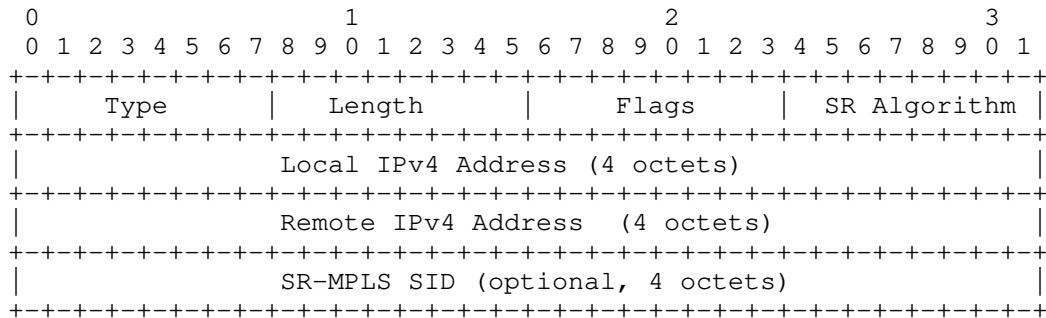 0                   1                   2                   3
 0 1 2 3 4 5 6 7 8 9 0 1 2 3 4 5 6 7 8 9 0 1 2 3 4 5 6 7 8 9 0 1
+-+-+-+-+-+-+-+-+-+-+-+-+-+-+-+-+-+-+-+-+-+-+-+-+-+-+-+-+-+-+-+-+
|     Type      |   Length      |     Flags     |  SR Algorithm |
+-+-+-+-+-+-+-+-+-+-+-+-+-+-+-+-+-+-+-+-+-+-+-+-+-+-+-+-+-+-+-+-+
|                Local IPv4 Address (4 octets)                  |
+-+-+-+-+-+-+-+-+-+-+-+-+-+-+-+-+-+-+-+-+-+-+-+-+-+-+-+-+-+-+-+-+
|                Remote IPv4 Address  (4 octets)                |
+-+-+-+-+-+-+-+-+-+-+-+-+-+-+-+-+-+-+-+-+-+-+-+-+-+-+-+-+-+-+-+-+
|                SR-MPLS SID (optional, 4 octets)               |
+-+-+-+-+-+-+-+-+-+-+-+-+-+-+-+-+-+-+-+-+-+-+-+-+-+-+-+-+-+-+-+-+